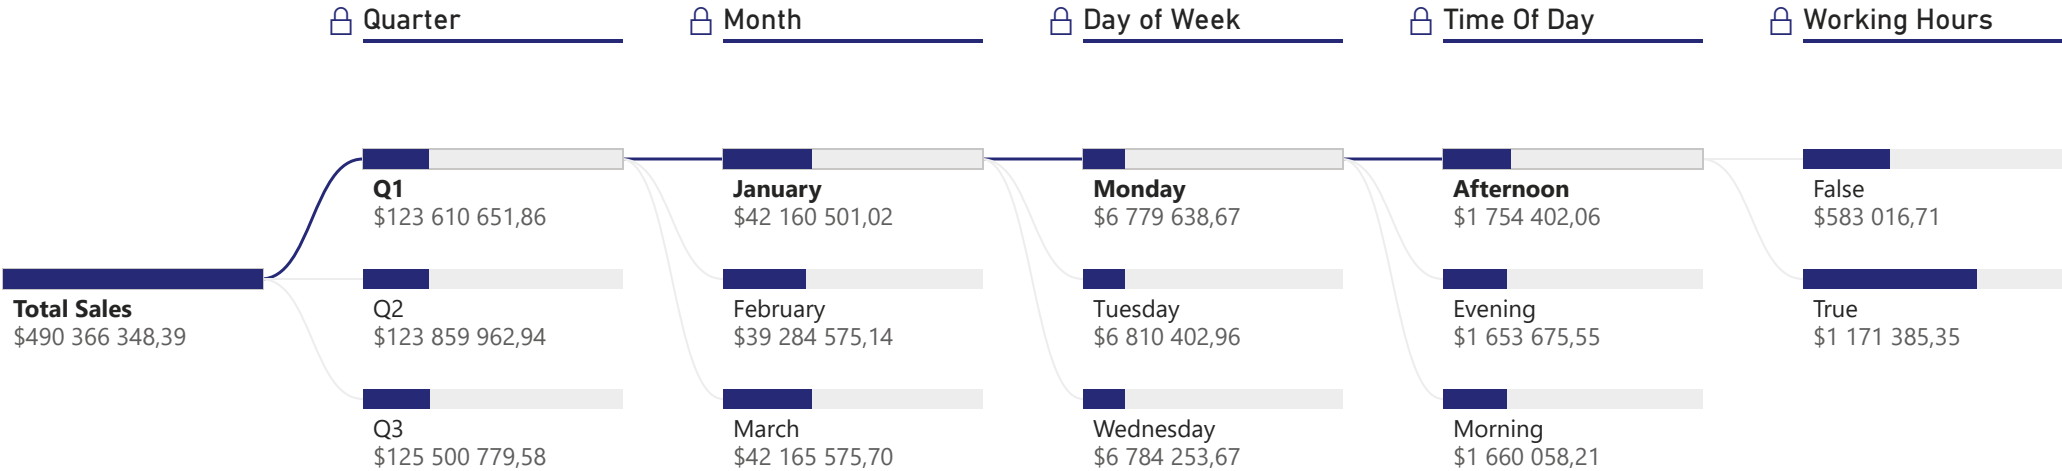 Quarter
Month
Day of Week
Time Of Day
Working Hours
Q1
$123 610 651,86
January
$42 160 501,02
Monday
$6 779 638,67
Afternoon
$1 754 402,06
False
$583 016,71
Total Sales
$490 366 348,39
Q2
$123 859 962,94
February
$39 284 575,14
Tuesday
$6 810 402,96
Evening
$1 653 675,55
True
$1 171 385,35
Q3
$125 500 779,58
March
$42 165 575,70
Wednesday
$6 784 253,67
Morning
$1 660 058,21